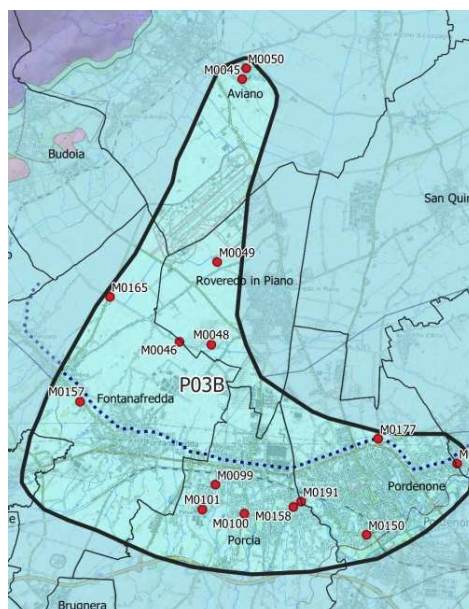 M0050
M0045
Aviano
Budoia
San Quir
M0049
Roveredo in Piano
M0165
M0046
M0048
P03B
M0157
Fontanafredda
M0177
M
M0099
Pordenone
M0101
M0191
M0100
M0158
M0150
Porcia
Brugnera